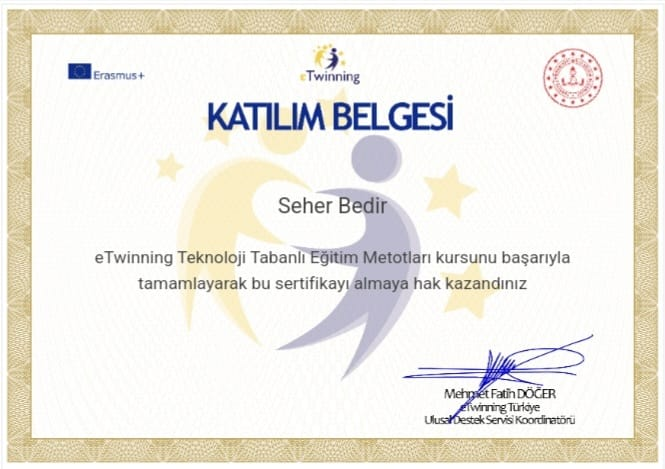 Erasmus+
eTwinning
KATILIM BELGESİ
Seher Bedir
eTwinning Teknoloji Tabanlı Eğitim Metotları kursunu başarıyla
tamamlayarak bu sertifikayı almaya hak kazandınız
Mehmet Fatih DÖĞER
eTwinning Türkiye
Ulusal Destek Servisi Koordinatörü